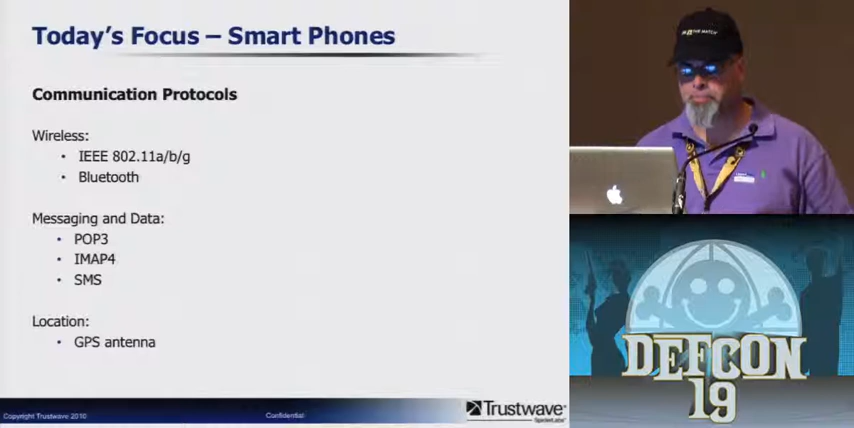 Today's Focus – Smart Phones
Communication Protocols
Wireless:
• IEEE 802.11a/b/g
• Bluetooth
Messaging and Data:
• POP3
• IMAP4
• SMS
Location:
• GPS antenna
Copyright Trustwave 2010
Confidential
Trustwave
SpiderLabs
DEFCON
19